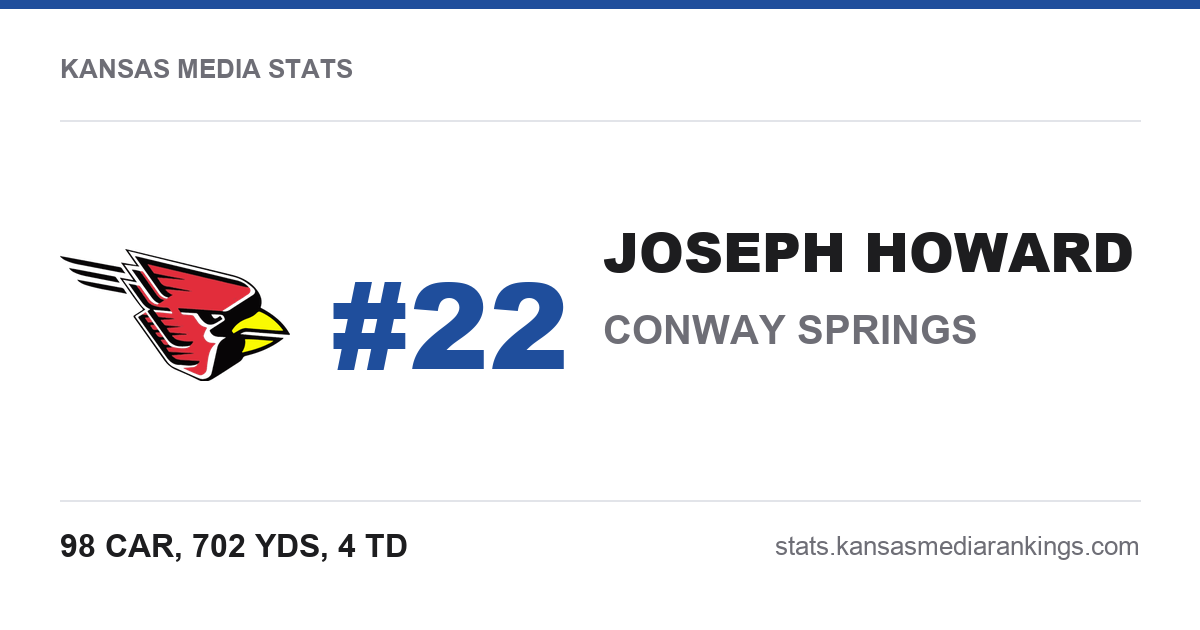 KANSAS MEDIA STATS
#22
JOSEPH HOWARD
CONWAY SPRINGS
98 CAR, 702 YDS, 4 TD
stats.kansasmediarankings.com